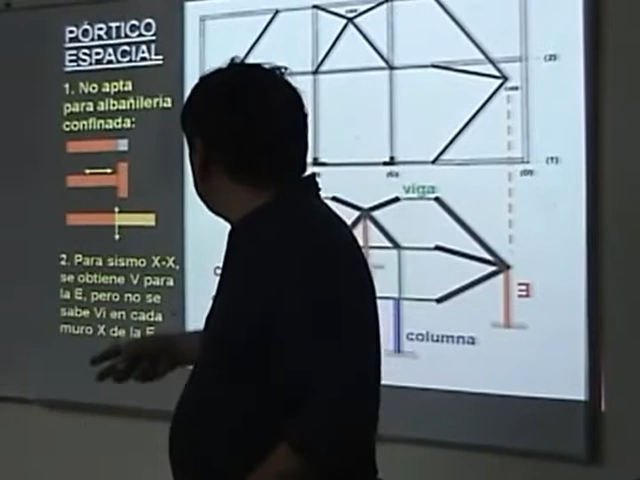 PÓRTICO
ESPACIAL
1. No apta
para albañilería
confinada:
2. Para sismo X-X,
se obtiene V para
la E, pero no se
sabe Vi en cada
muro X de la E
(2)
(1)
viga
E
columna